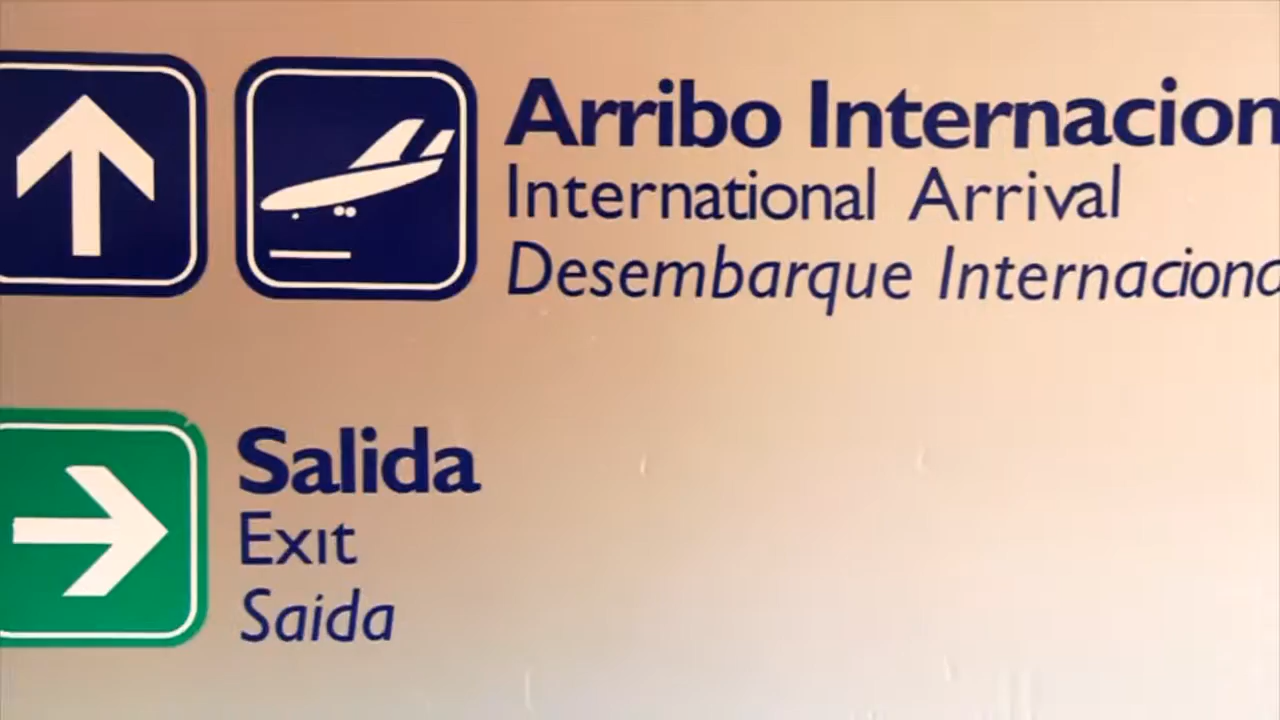 Arribo Internacion
International Arrival
Desembarque Internaciona
Salida
Exit
Saida